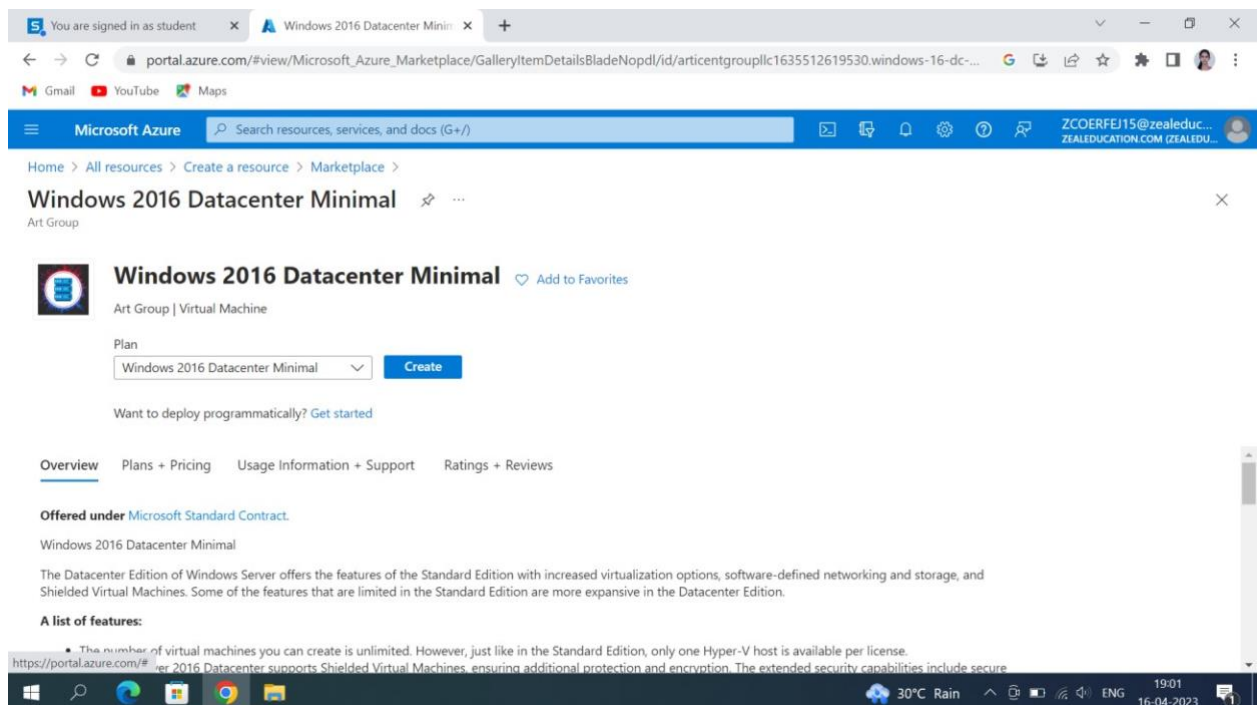 You are signed in as student
Windows 2016 Datacenter Minim
portal.azure.com/#view/Microsoft_Azure_Marketplace/GalleryItemDetailsBladeNopdl/id/articentgroupllc1635512619530.windows-16-dc-...
Gmail YouTube Maps
Microsoft Azure
Search resources, services, and docs (G+/)
ZCOERFEJ15@zealeduc...
ZEALEDUCATION.COM (ZEALEDU...
Home > All resources > Create a resource > Marketplace >
Windows 2016 Datacenter Minimal ...
Art Group
Windows 2016 Datacenter Minimal
Add to Favorites
Art Group | Virtual Machine
Plan
Windows 2016 Datacenter Minimal
Create
Want to deploy programmatically? Get started
Overview Plans + Pricing Usage Information + Support Ratings + Reviews
Offered under Microsoft Standard Contract.
Windows 2016 Datacenter Minimal
The Datacenter Edition of Windows Server offers the features of the Standard Edition with increased virtualization options, software-defined networking and storage, and
Shielded Virtual Machines. Some of the features that are limited in the Standard Edition are more expansive in the Datacenter Edition.
A list of features:
• The number of virtual machines you can create is unlimited. However, just like in the Standard Edition, only one Hyper-V host is available per license.
https://portal.azure.com/#
er 2016 Datacenter supports Shielded Virtual Machines, ensuring additional protection and encryption. The extended security capabilities include secure
30°C Rain
ENG
19:01
16-04-2023